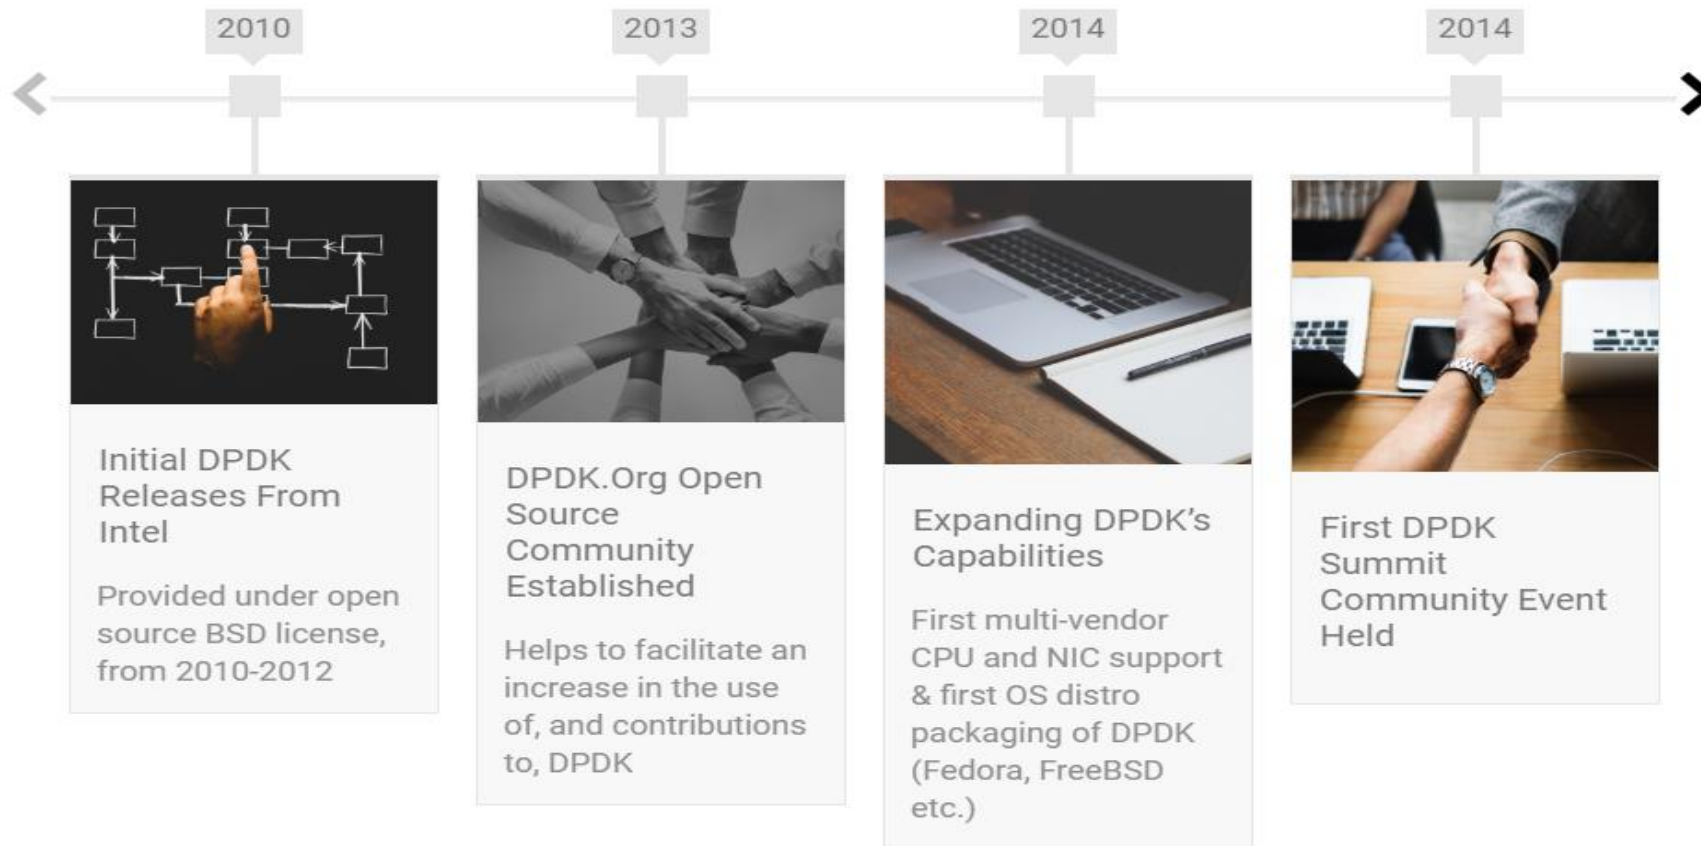 2010
2013
2014
2014
Initial DPDK
Releases From
Intel
Provided under open
source BSD license,
from 2010-2012
DPDK.Org Open
Source
Community
Established
Helps to facilitate an
increase in the use
of, and contributions
to, DPDK
Expanding DPDK’s
Capabilities
First multi-vendor
CPU and NIC support
& first OS distro
packaging of DPDK
(Fedora, FreeBSD
etc.)
First DPDK
Summit
Community Event
Held